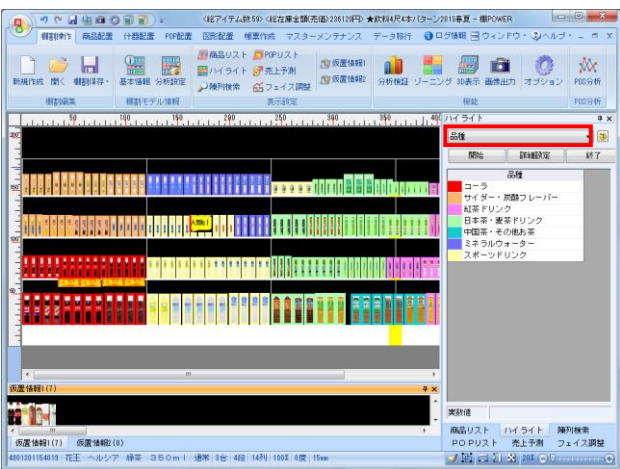 <総アイテム数:59> <総在庫金額(売価):228128円> ★飲料4尺4本パターン2013春夏 - 棚POWER
棚割操作 商品配置 什器配置 POP配置 図形配置 帳票作成 マスターメンテナンス データ移行 ログ情報 ウィンドウ ヘルプ
新規作成 開く 棚割保存 基本情報 分析設定
商品リスト POPリスト 仮置情報1
ハイライト 売上予測 仮置情報2
陳列検索 フェイス調整
分析検証 ゾーニング 3D表示 画像出力 オプション POS分析
棚割編集 棚割モデル情報 表示設定 機能 POS分析
50 100 150 200 250 300 350 400
200
150
100
50
ハイライト
品種
開始 詳細設定 終了
品種
コーラ
サイダー・炭酸フレーバー
紅茶ドリンク
日本茶・麦茶ドリンク
中国茶・その他お茶
ミネラルウォーター
スポーツドリンク
実数値
商品リスト ハイライト 陳列検索
POPリスト 売上予測 フェイス調整
仮置情報1(7)
仮置情報1(7) 仮置情報2(0)
4901301154019 花王 ヘルシア 緑茶 350ml 通常 3台 4段 14列 100% 0度 15mm